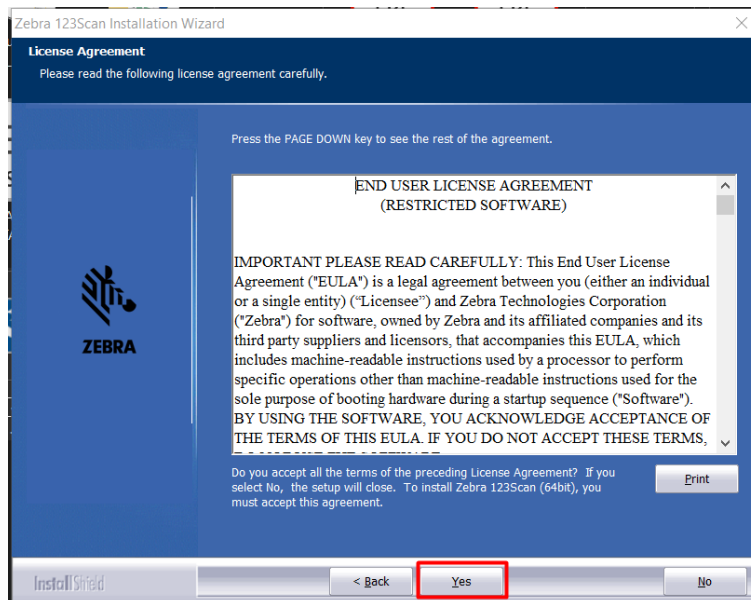 Zebra 123Scan Installation Wizard
License Agreement
Please read the following license agreement carefully.
Press the PAGE DOWN key to see the rest of the agreement.
END USER LICENSE AGREEMENT
(RESTRICTED SOFTWARE)
IMPORTANT PLEASE READ CAREFULLY: This End User License
Agreement ("EULA") is a legal agreement between you (either an individual
or a single entity) (“Licensee”) and Zebra Technologies Corporation
("Zebra") for software, owned by Zebra and its affiliated companies and its
third party suppliers and licensors, that accompanies this EULA, which
includes machine-readable instructions used by a processor to perform
specific operations other than machine-readable instructions used for the
sole purpose of booting hardware during a startup sequence ("Software").
BY USING THE SOFTWARE, YOU ACKNOWLEDGE ACCEPTANCE OF
THE TERMS OF THIS EULA. IF YOU DO NOT ACCEPT THESE TERMS,
ZEBRA
Do you accept all the terms of the preceding License Agreement? If you
select No, the setup will close. To install Zebra 123Scan (64bit), you
must accept this agreement.
Print
InstallShield
< Back
Yes
No